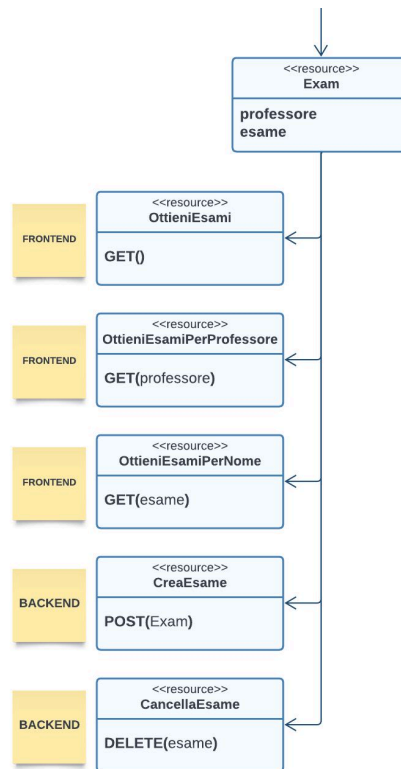 <<resource>>
Exam
professore
esame
<<resource>>
OttieniEsami
FRONTEND
GET()
<<resource>>
OttieniEsamiPerProfessore
FRONTEND
GET(professore)
<<resource>>
OttieniEsamiPerNome
FRONTEND
GET(esame)
<<resource>>
CreaEsame
BACKEND
POST(Exam)
<<resource>>
CancellaEsame
BACKEND
DELETE(esame)